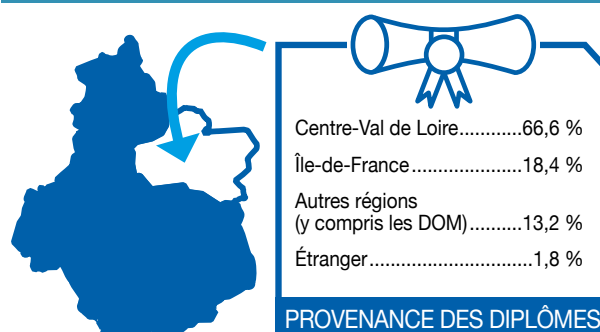 Centre-Val de Loire............66,6 %
Île-de-France.....................18,4 %
Autres régions
(y compris les DOM)..........13,2 %
Étranger...............................1,8 %
PROVENANCE DES DIPLÔMES